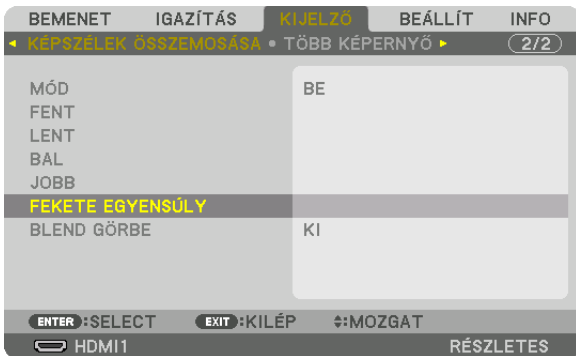 BEMENET IGAZÍTÁS KIJELZŐ BEÁLLÍT INFO
KÉPSZÉLEK ÖSSZEMOSÁSA • TÖBB KÉPERNYŐ 2/2
MÓD BE
FENT
LENT
BAL
JOBB
FEKETE EGYENSÚLY
BLEND GÖRBE KI
ENTER :SELECT EXIT :KILÉP :MOZGAT
HDMI1 RÉSZLETES